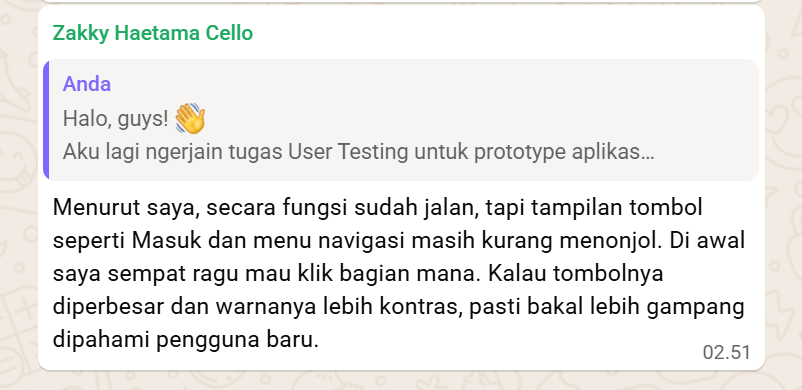 Zakky Haetama Cello
Anda
Halo, guys! 👋
Aku lagi ngerjain tugas User Testing untuk prototype aplikas...
Menurut saya, secara fungsi sudah jalan, tapi tampilan tombol
seperti Masuk dan menu navigasi masih kurang menonjol. Di awal
saya sempat ragu mau klik bagian mana. Kalau tombolnya
diperbesar dan warnanya lebih kontras, pasti bakal lebih gampang
dipahami pengguna baru.
02.51